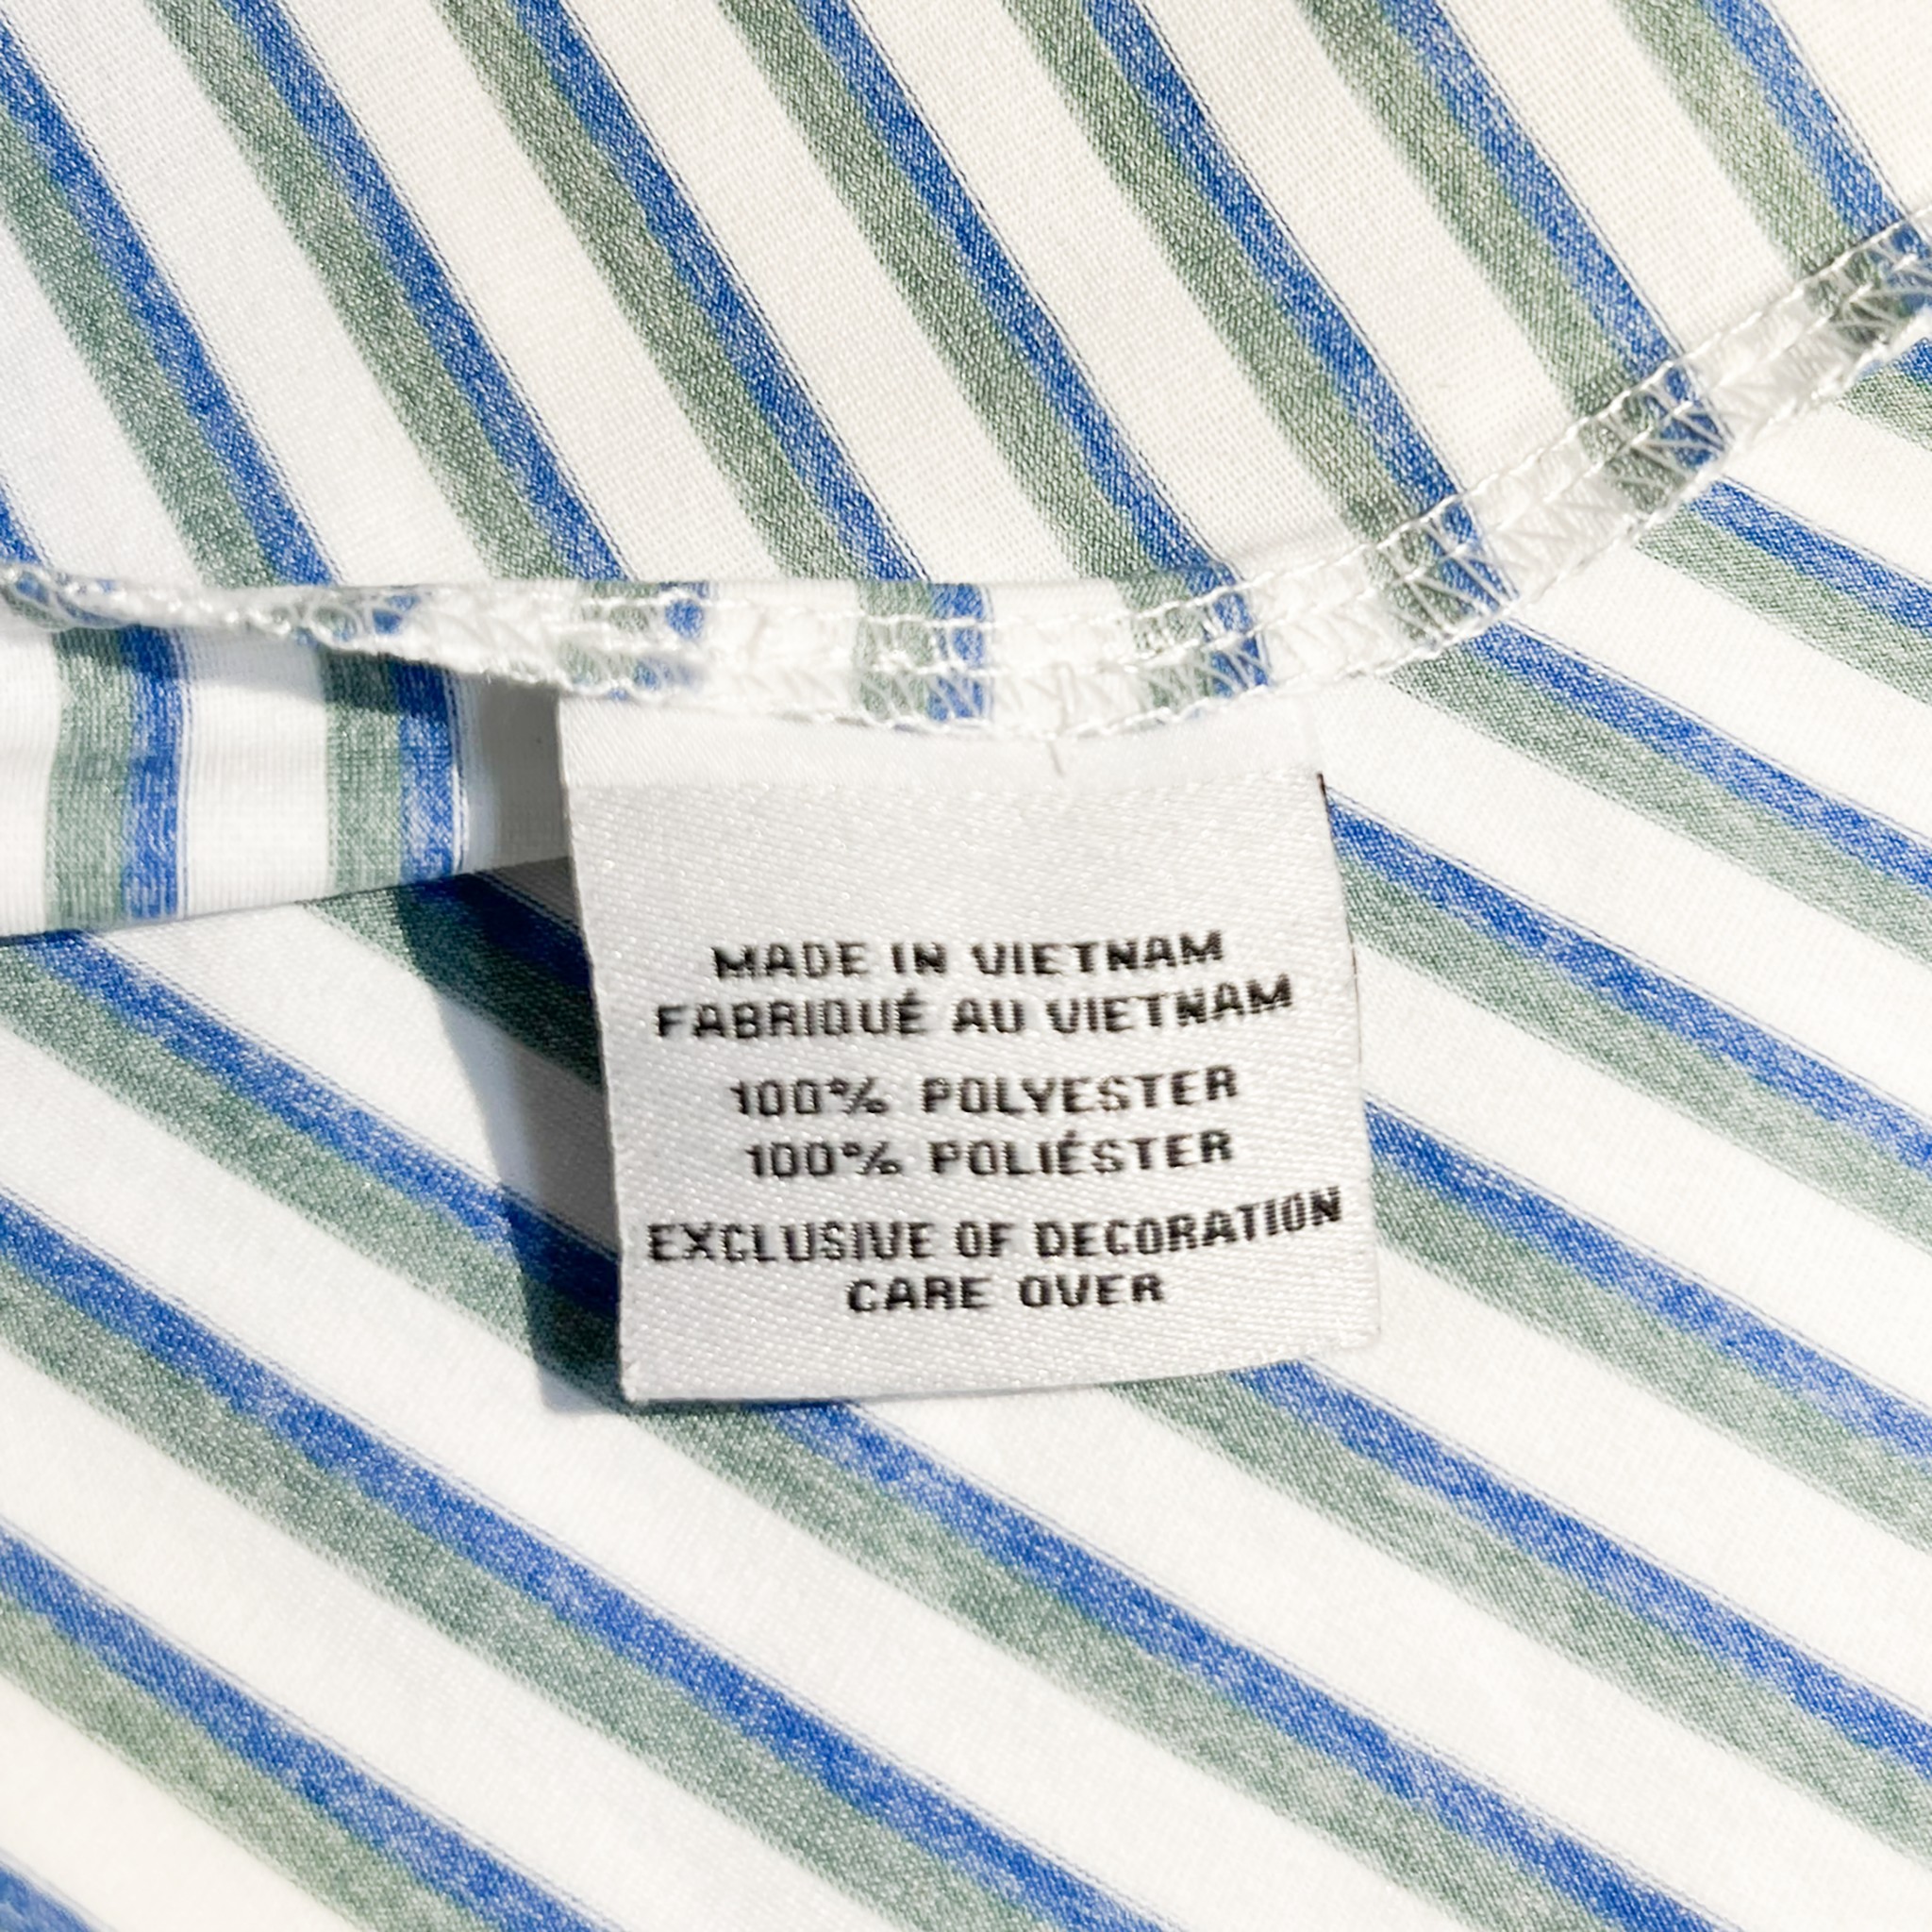 MADE IN VIETNAM
FABRIQUÉ AU VIETNAM
100% POLYESTER
100% POLIÉSTER
EXCLUSIVE OF DECORATION
CARE OVER